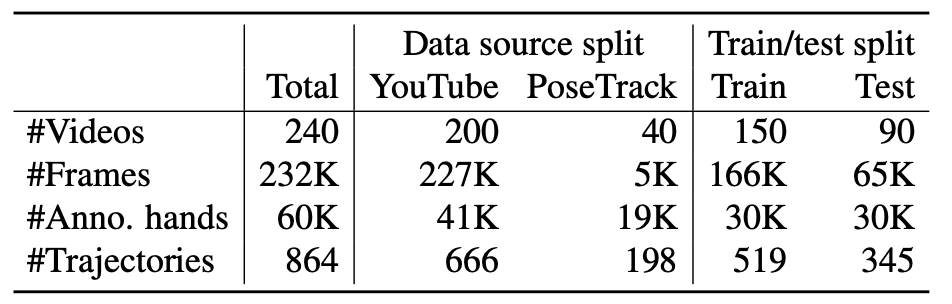 Data source split Train/test split
Total YouTube PoseTrack Train Test
#Videos 240 200 40 150 90
#Frames 232K 227K 5K 166K 65K
#Anno. hands 60K 41K 19K 30K 30K
#Trajectories 864 666 198 519 345